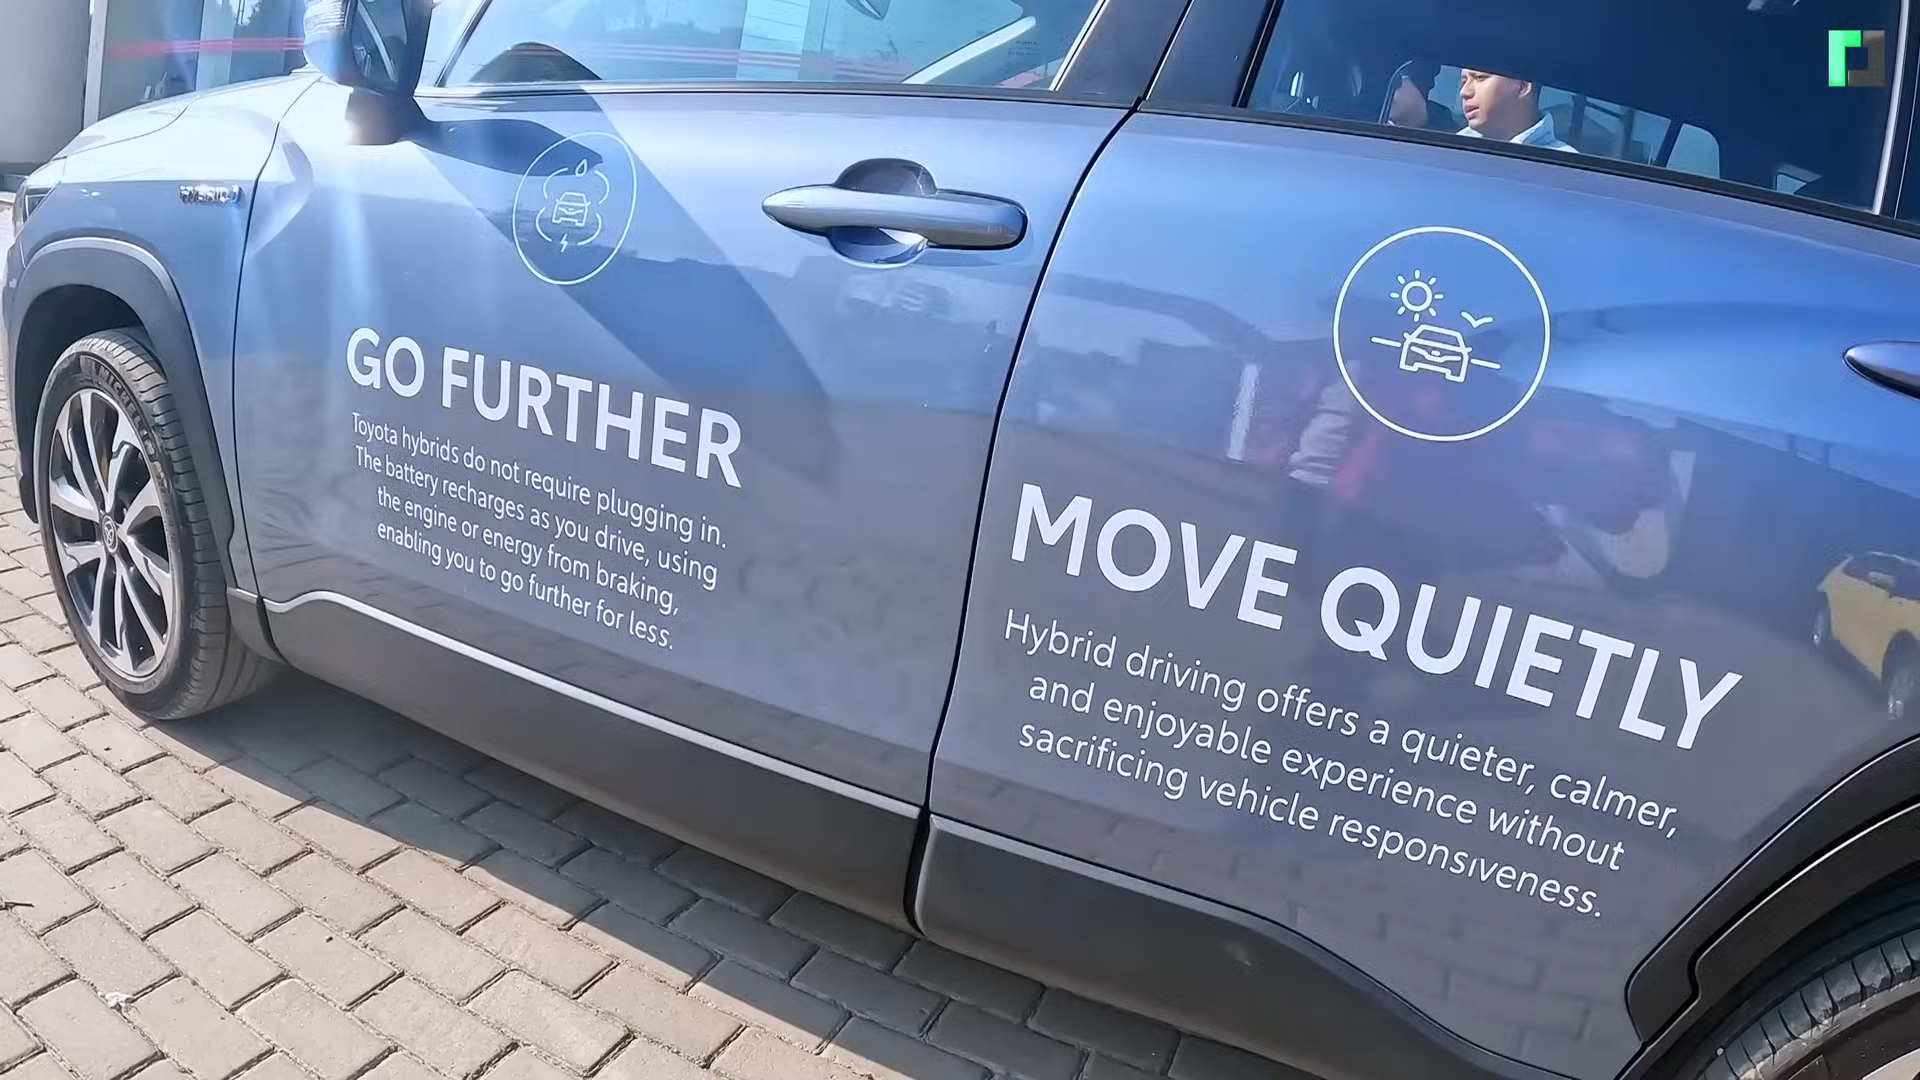 HYBRID
GO FURTHER
Toyota hybrids do not require plugging in.
The battery recharges as you drive, using
the engine or energy from braking,
enabling you to go further for less.
MOVE QUIETLY
Hybrid driving offers a quieter, calmer,
and enjoyable experience without
sacrificing vehicle responsiveness.
MICHELIN